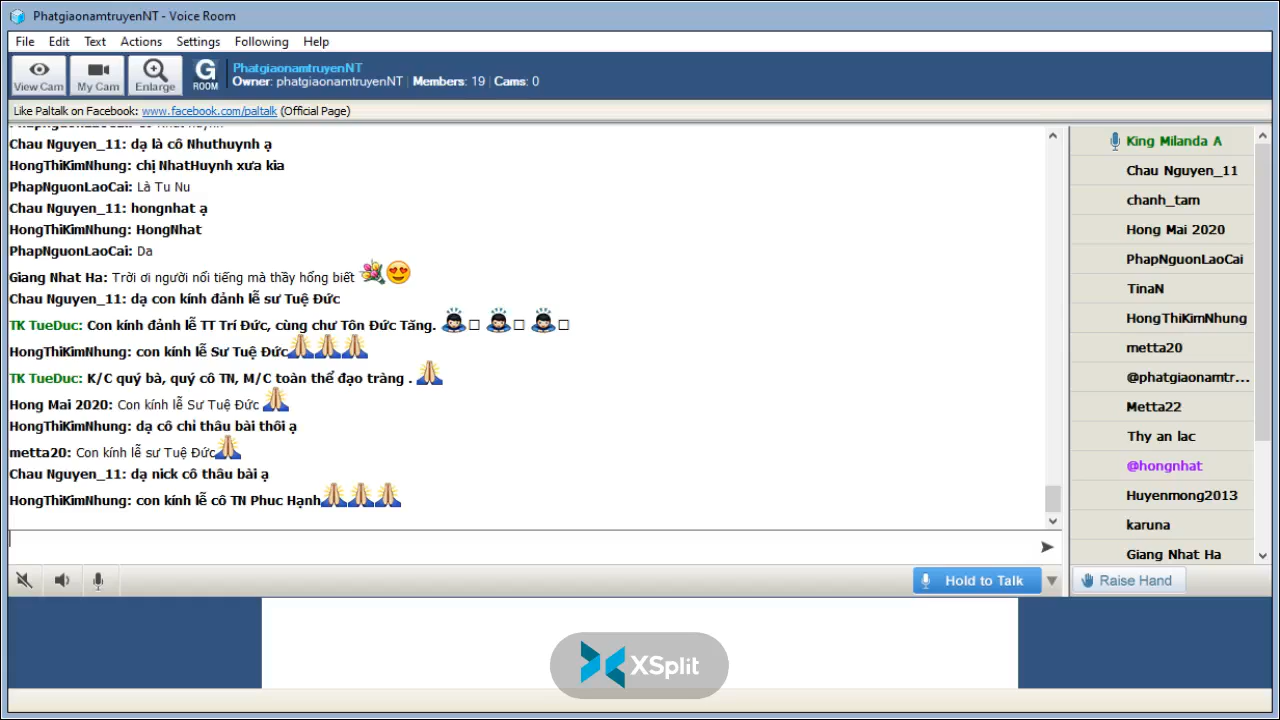 PhatgiaonamtruyenNT - Voice Room
File Edit Text Actions Settings Following Help
View Cam
My Cam
Enlarge
G
ROOM
PhatgiaonamtruyenNT
Owner: phatgiaonamtruyenNT Members: 19 Cams: 0
Like Paltalk on Facebook: www.facebook.com/paltalk (Official Page)
Chau Nguyen_11: dạ là cô Nhuthuynh ạ
HongThiKimNhung: chị NhatHuynh xưa kia
PhapNguonLaoCai: Là Tu Nu
Chau Nguyen_11: hongnhat ạ
HongThiKimNhung: HongNhat
PhapNguonLaoCai: Da
Giang Nhat Ha: Trời ơi người nổi tiếng mà thầy hổng biết
Chau Nguyen_11: dạ con kính đảnh lễ sư Tuệ Đức
TK TueDuc: Con kính đảnh lễ TT Trí Đức, cùng chư Tôn Đức Tăng.
HongThiKimNhung: con kính lễ Sư Tuệ Đức
TK TueDuc: K/C quý bà, quý cô TN, M/C toàn thể đạo tràng .
Hong Mai 2020: Con kính lễ Sư Tuệ Đức
HongThiKimNhung: dạ cô chỉ thâu bài thôi ạ
metta20: Con kính lễ sư Tuệ Đức
Chau Nguyen_11: dạ nick cô thâu bài ạ
HongThiKimNhung: con kính lễ cô TN Phuc Hạnh
Hold to Talk
King Milanda A
Chau Nguyen_11
chanh_tam
Hong Mai 2020
PhapNguonLaoCai
TinaN
HongThiKimNhung
metta20
@phatgiaonamtr...
Metta22
Thy an lac
@hongnhat
Huyenmong2013
karuna
Giang Nhat Ha
Raise Hand
XSplit